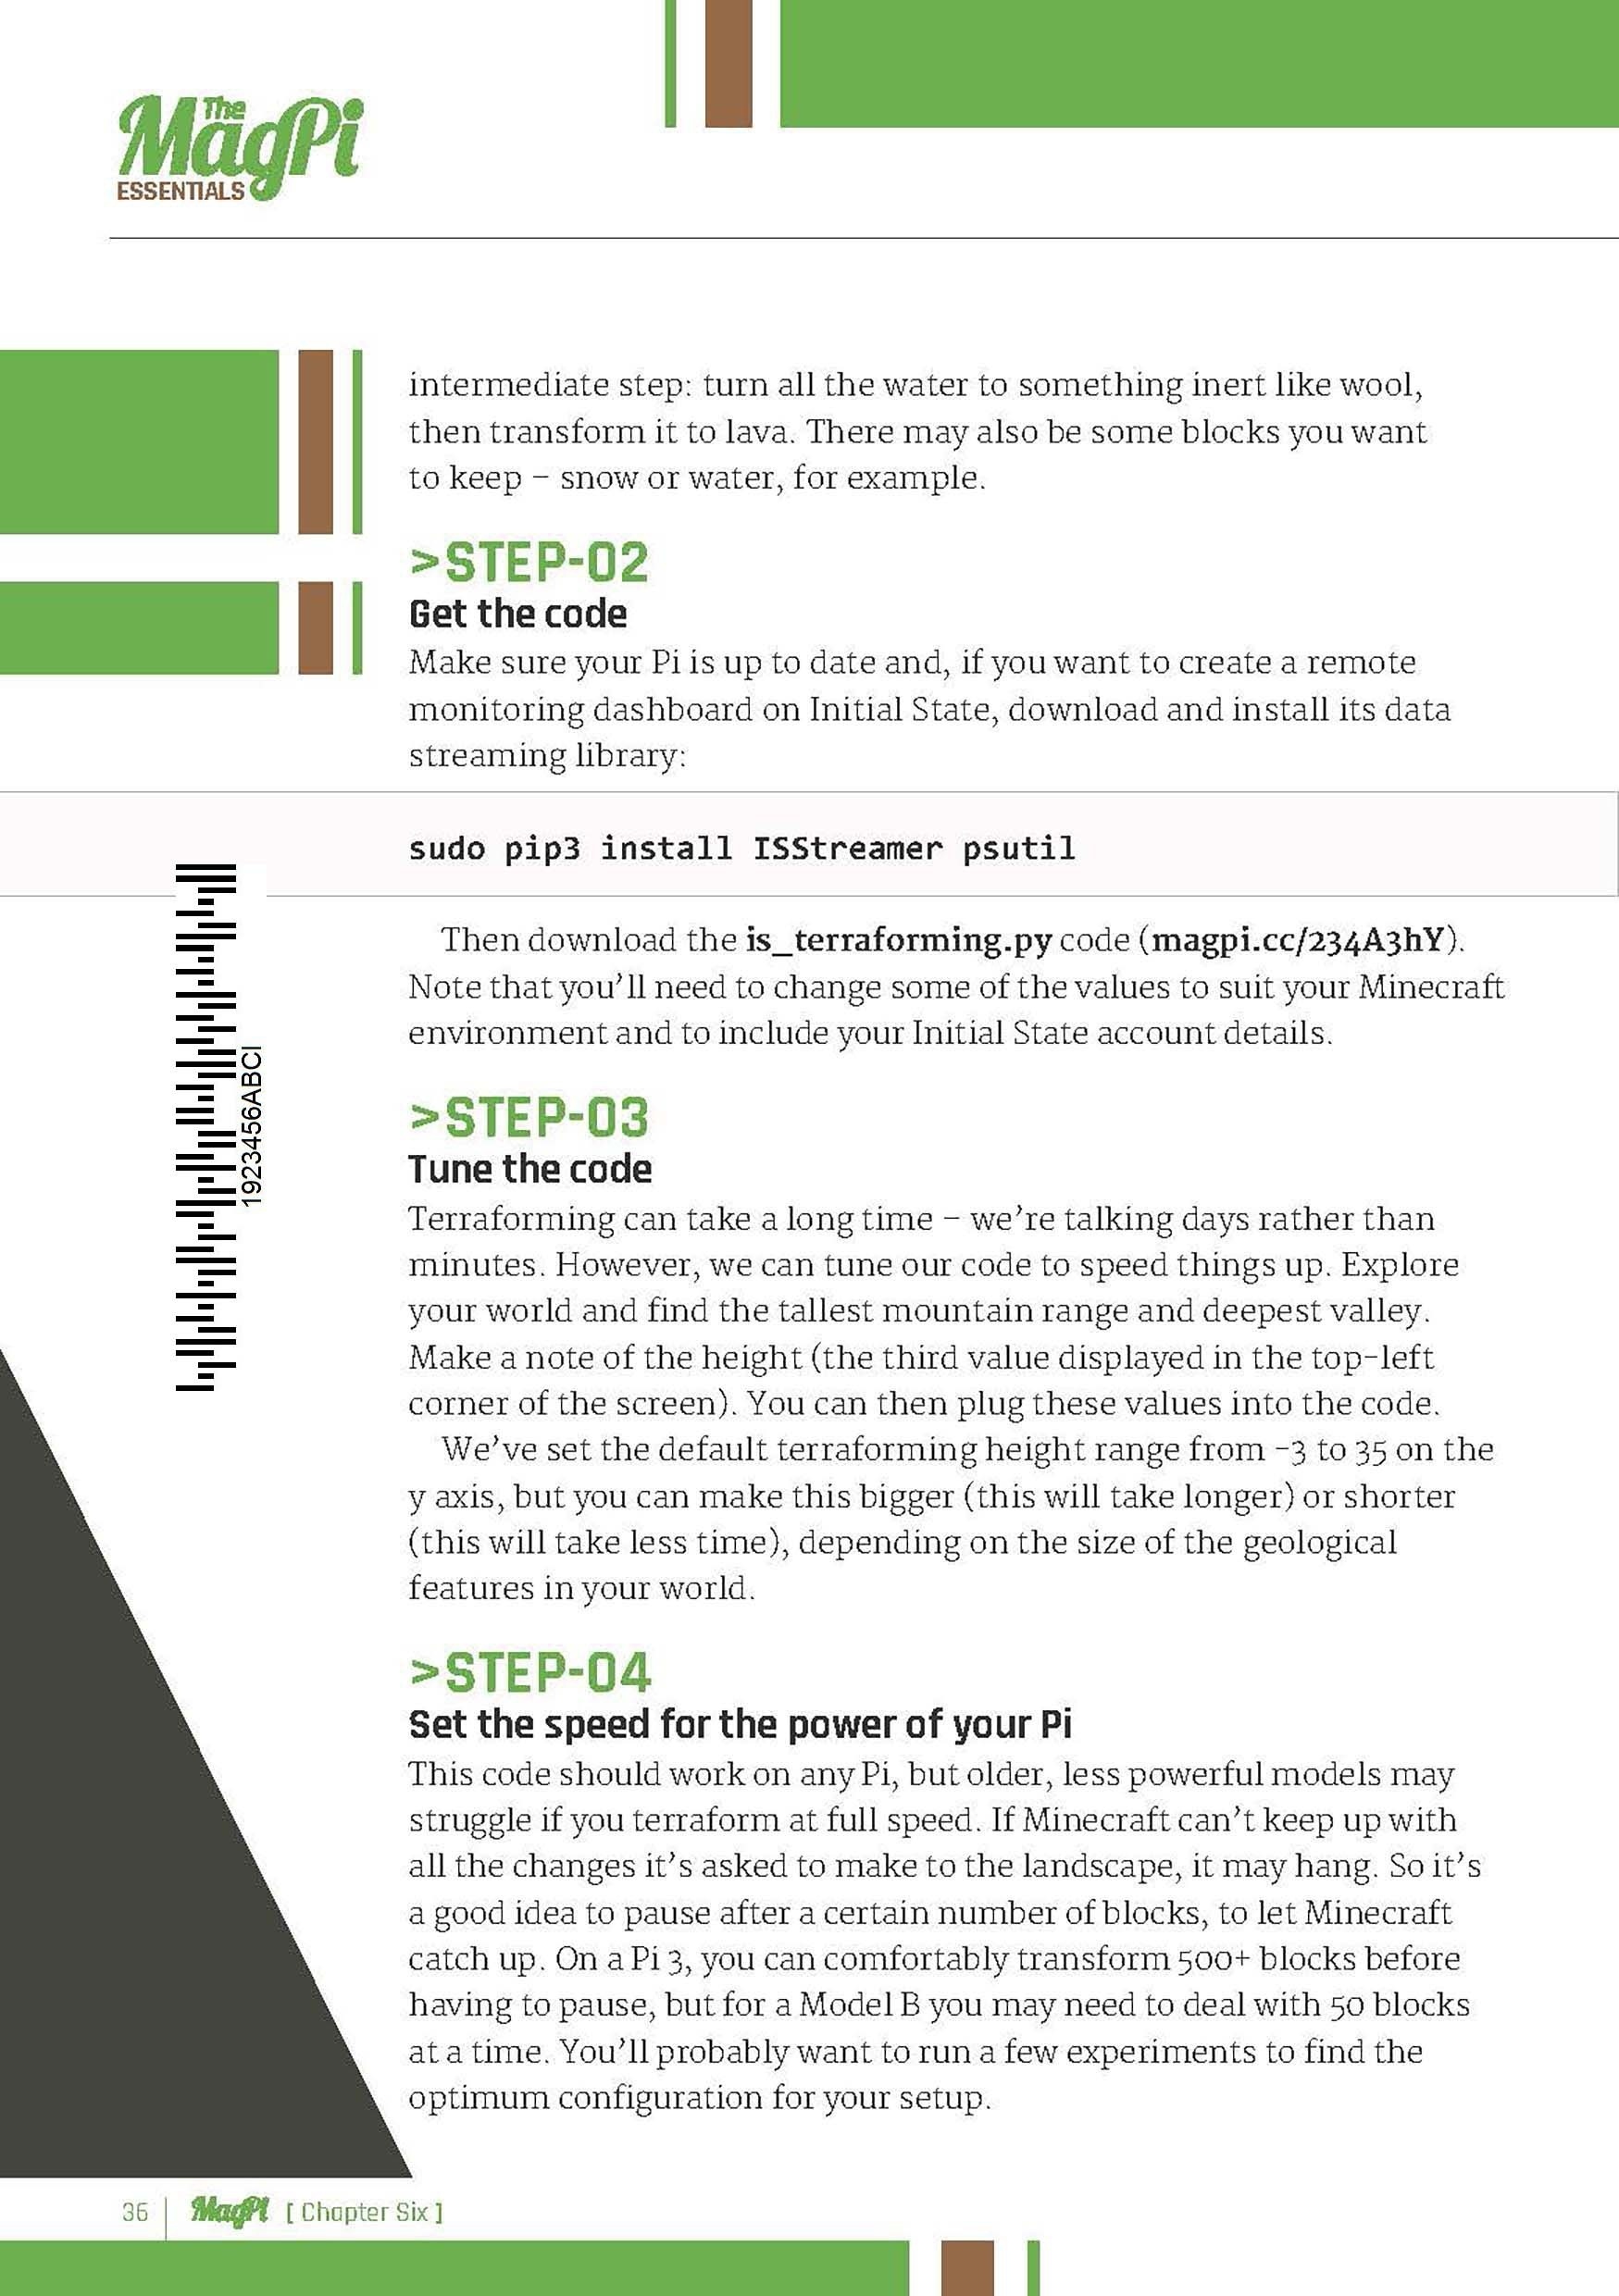 The
MagPi
ESSENTIALS
intermediate step: turn all the water to something inert like wool,
then transform it to lava. There may also be some blocks you want
to keep – snow or water, for example.
>STEP-02
Get the code
Make sure your Pi is up to date and, if you want to create a remote
monitoring dashboard on Initial State, download and install its data
streaming library:
sudo pip3 install ISStreamer psutil
Then download the is_terraforming.py code (magpi.cc/234A3hY).
Note that you’ll need to change some of the values to suit your Minecraft
environment and to include your Initial State account details.
1923456ABCI
>STEP-03
Tune the code
Terraforming can take a long time – we’re talking days rather than
minutes. However, we can tune our code to speed things up. Explore
your world and find the tallest mountain range and deepest valley.
Make a note of the height (the third value displayed in the top-left
corner of the screen). You can then plug these values into the code.
We’ve set the default terraforming height range from -3 to 35 on the
y axis, but you can make this bigger (this will take longer) or shorter
(this will take less time), depending on the size of the geological
features in your world.
>STEP-04
Set the speed for the power of your Pi
This code should work on any Pi, but older, less powerful models may
struggle if you terraform at full speed. If Minecraft can’t keep up with
all the changes it’s asked to make to the landscape, it may hang. So it’s
a good idea to pause after a certain number of blocks, to let Minecraft
catch up. On a Pi 3, you can comfortably transform 500+ blocks before
having to pause, but for a Model B you may need to deal with 50 blocks
at a time. You’ll probably want to run a few experiments to find the
optimum configuration for your setup.
36 MagPi [ Chapter Six ]